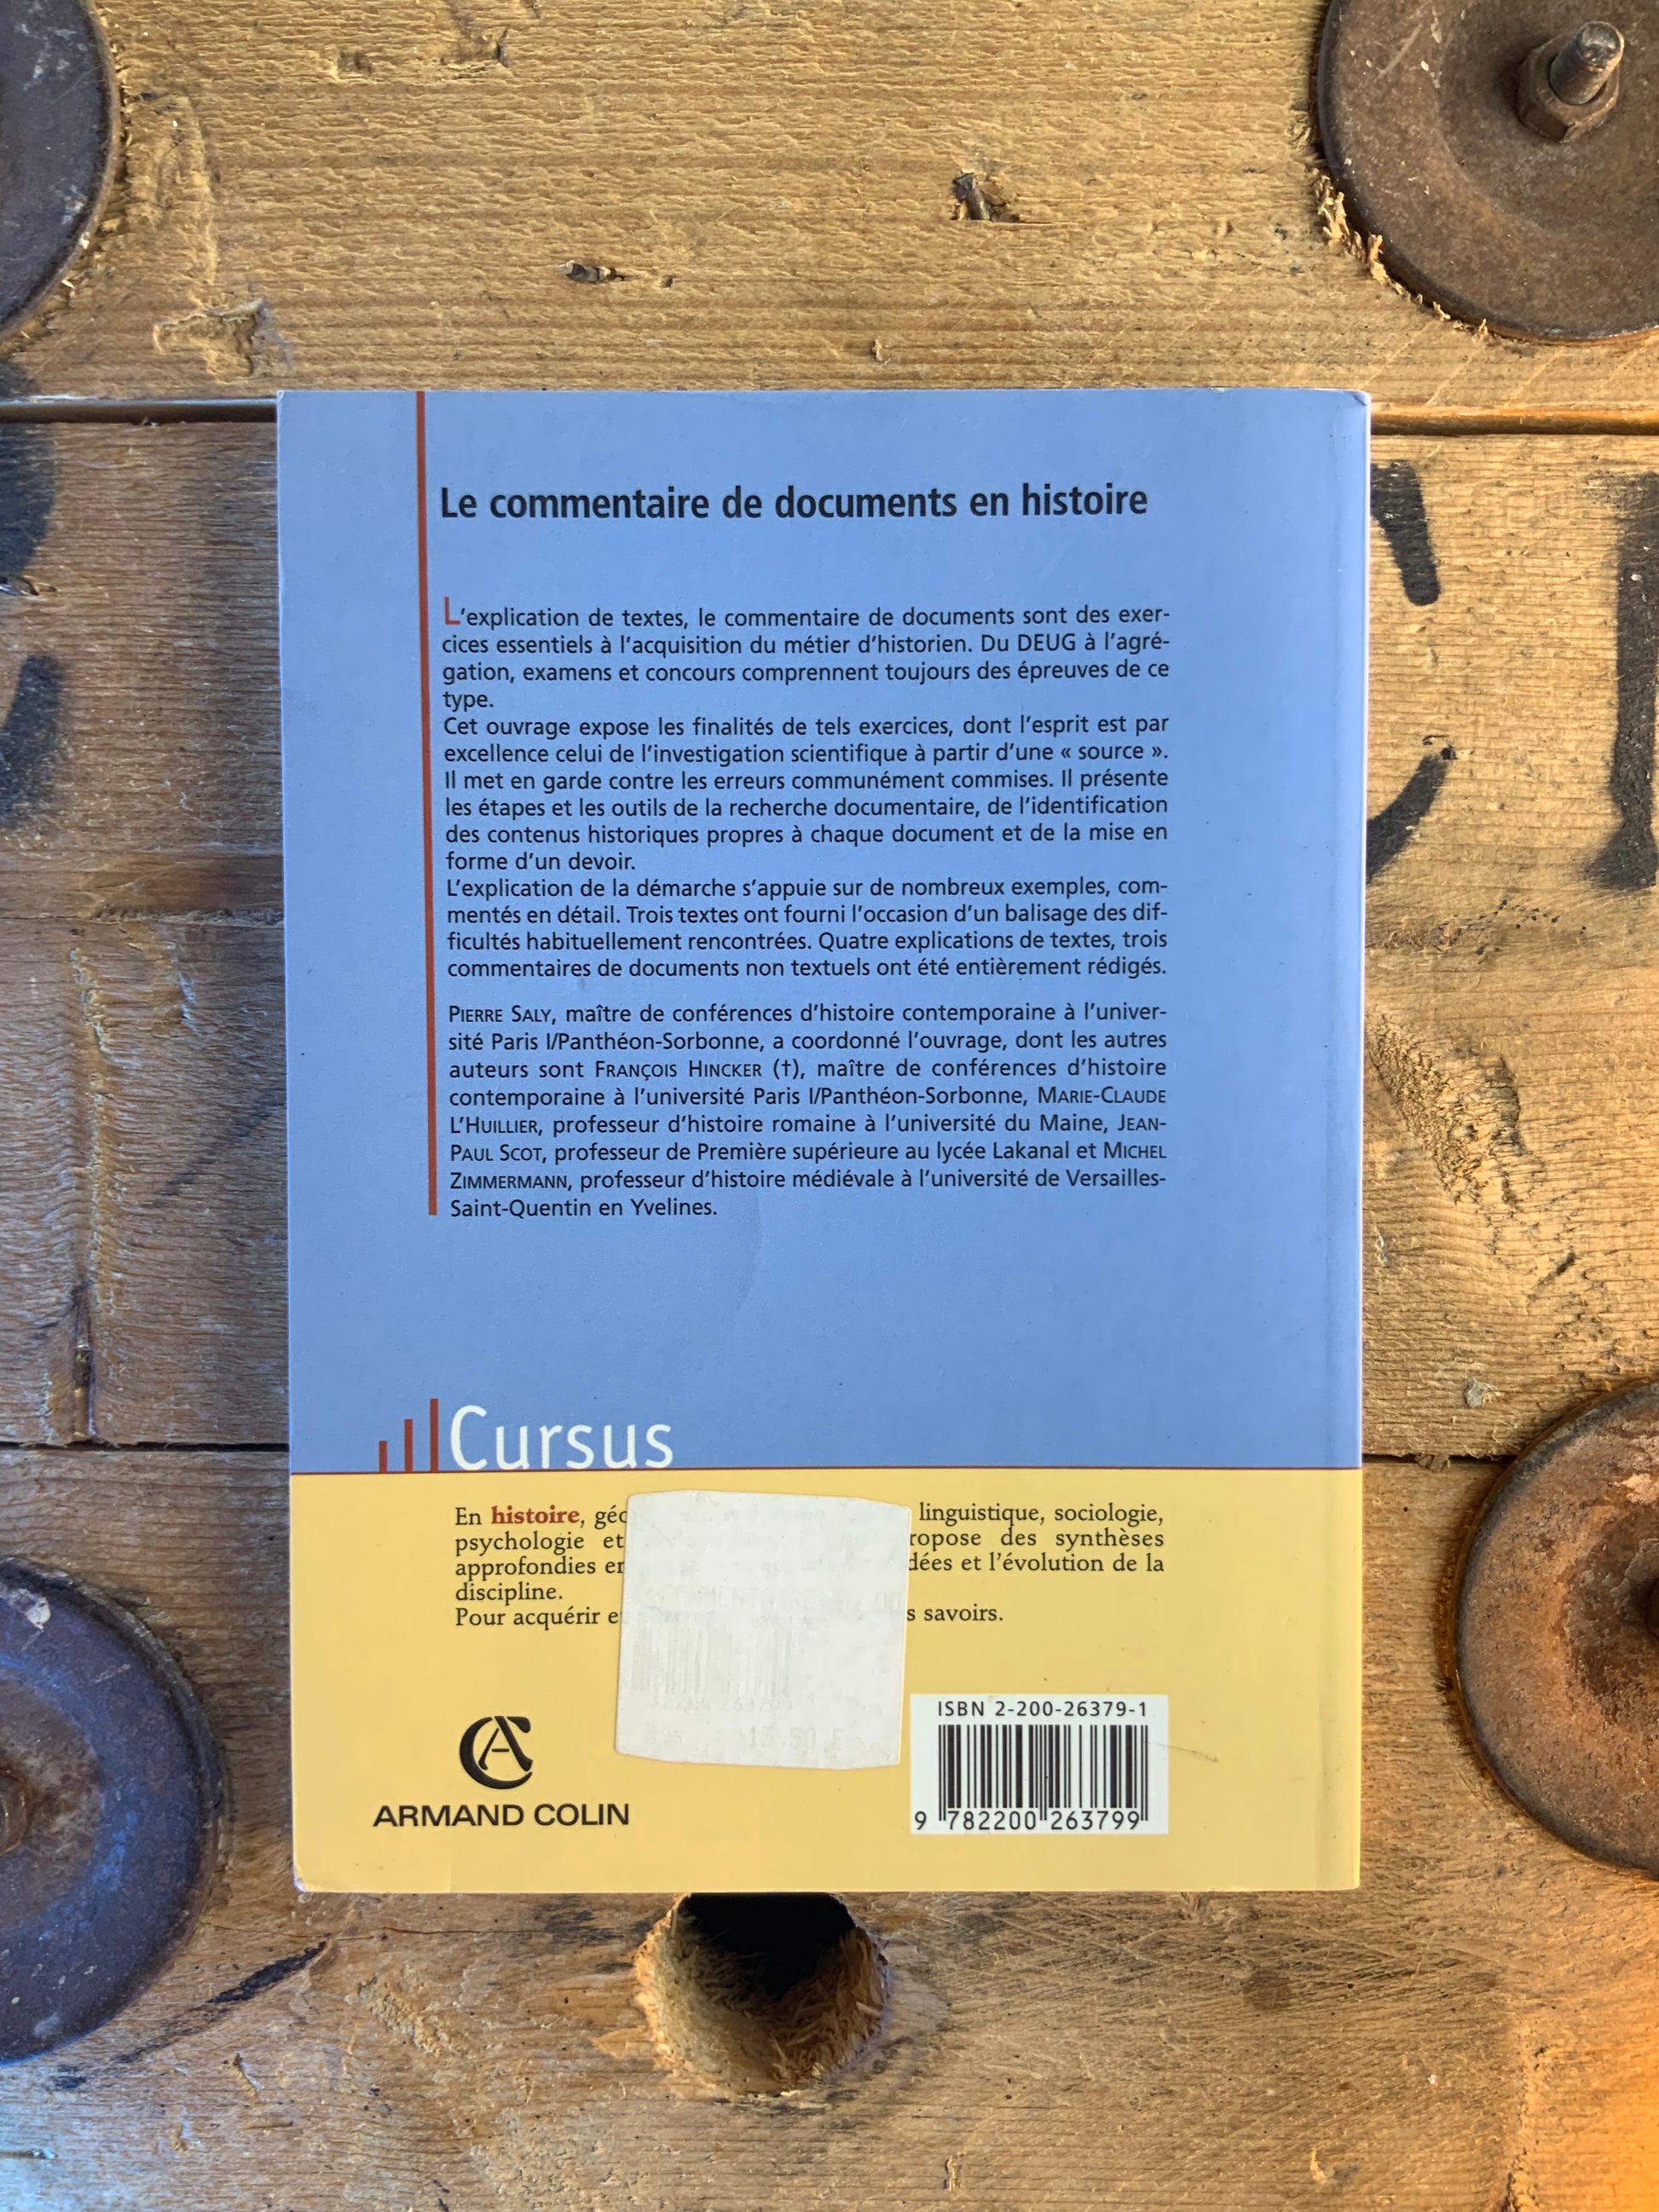 Le commentaire de documents en histoire
L'explication de textes, le commentaire de documents sont des exer-
cices essentiels à l'acquisition du métier d'historien. Du DEUG à l'agré-
gation, examens et concours comprennent toujours des épreuves de ce
type.
Cet ouvrage expose les finalités de tels exercices, dont l'esprit est par
excellence celui de l'investigation scientifique à partir d'une « source ».
Il met en garde contre les erreurs communément commises. Il présente
les étapes et les outils de la recherche documentaire, de l'identification
des contenus historiques propres à chaque document et de la mise en
forme d'un devoir.
L'explication de la démarche s'appuie sur de nombreux exemples, com-
mentés en détail. Trois textes ont fourni l'occasion d'un balisage des dif-
ficultés habituellement rencontrées. Quatre explications de textes, trois
commentaires de documents non textuels ont été entièrement rédigés.
PIERRE SALY, maître de conférences d'histoire contemporaine à l'univer-
sité Paris I/Panthéon-Sorbonne, a coordonné l'ouvrage, dont les autres
auteurs sont FRANÇOIS HINCKER (†), maître de conférences d'histoire
contemporaine à l'université Paris I/Panthéon-Sorbonne, MARIE-CLAUDE
L'HUILLIER, professeur d'histoire romaine à l'université du Maine, JEAN-
PAUL SCOT, professeur de Première supérieure au lycée Lakanal et MICHEL
ZIMMERMANN, professeur d'histoire médiévale à l'université de Versailles-
Saint-Quentin en Yvelines.
Cursus
En histoire, linguistique, sociologie,
psychologie et des synthèses
approfondies et l'évolution de la
discipline.
Pour acquérir savoirs.
13.50 E
ISBN 2-200-26379-1
9 782200 263799
CA
ARMAND COLIN